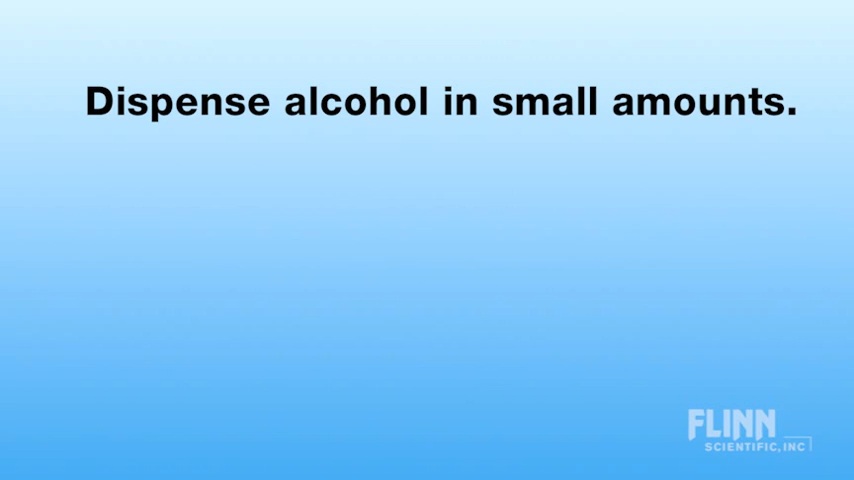 Dispense alcohol in small amounts.
FLINN
SCIENTIFIC, INC